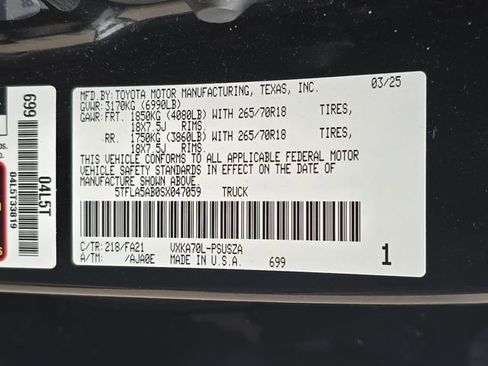 MFD.BY:TOYOTA MOTOR MANUFACTURING, TEXAS, INC. 03/25
GVWR:3170KG (6990LB)
GAWR:FRT. 1850KG (4080LB) WITH 265/70R18 TIRES,
18X7.5J RIMS.
RR. 1750KG (3860LB) WITH 265/70R18 TIRES,
18X7.5J RIMS.
THIS VEHICLE CONFORMS TO ALL APPLICABLE FEDERAL MOTOR
VEHICLE SAFETY STANDARDS IN EFFECT ON THE DATE OF
MANUFACTURE SHOWN ABOVE.
5TFLA5AB0SX047059 TRUCK
C/TR:218/FA21 VXKA70L-PSUSZA
A/TM: /AJA0E MADE IN U.S.A. 699 1
699
04L5T
04L5T33819